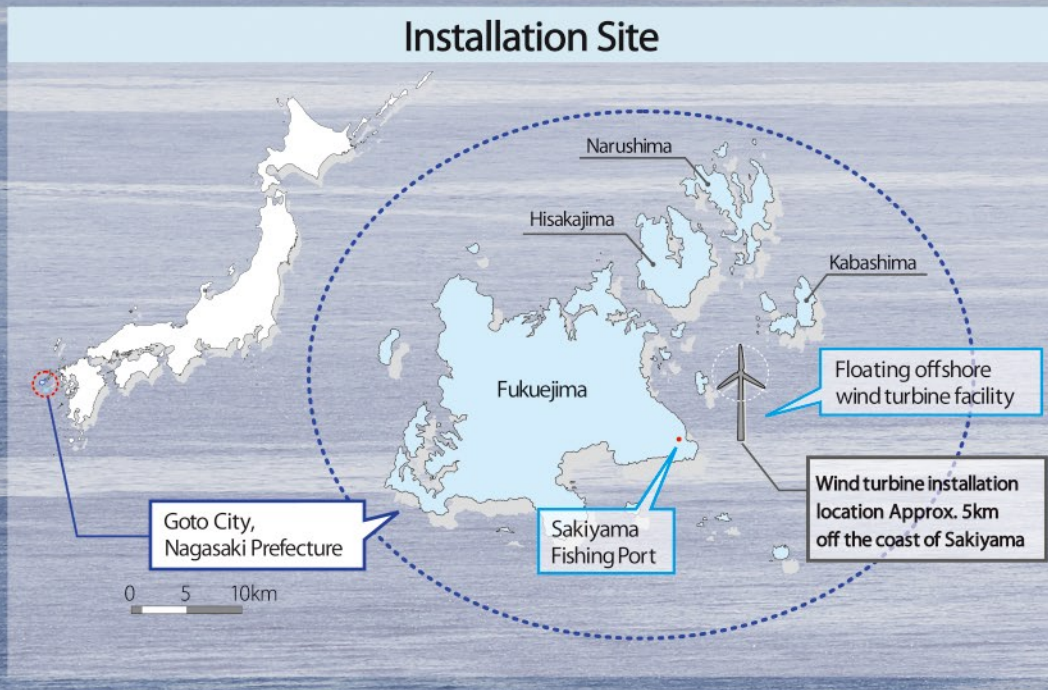 Installation Site
Narushima
Hisakajima
Kabashima
Floating offshore
wind turbine facility
Fukuejima
Wind turbine installation
location Approx. 5km
off the coast of Sakiyama
Goto City,
Nagasaki Prefecture
Sakiyama
Fishing Port
0 5 10km